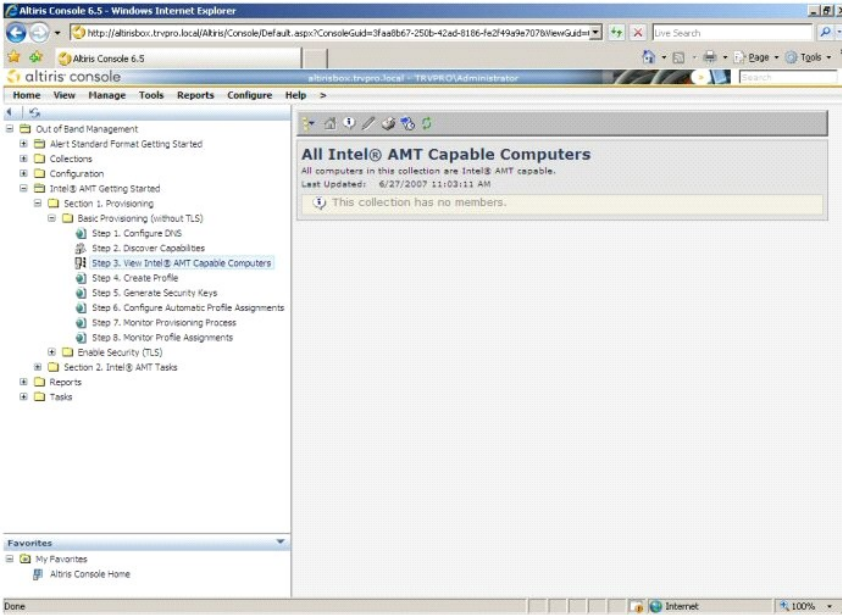 Altiris Console 6.5 - Windows Internet Explorer
http://altirisbox.trvpro.local/Altiris/Console/Default.aspx?ConsoleGuid=3faa8b67-250b-42ad-8186-fe2f49a9e7078ViewGuid=
Live Search
Altiris Console 6.5
Page
Tools
altiris console
altirisbox.trvpro.local - TRVPRO\Administrator
Search
Home View Manage Tools Reports Configure Help >
Out of Band Management
Alert Standard Format Getting Started
Collections
Configuration
Intel® AMT Getting Started
Section 1. Provisioning
Basic Provisioning (without TLS)
Step 1. Configure DNS
Step 2. Discover Capabilities
Step 3. View Intel® AMT Capable Computers
Step 4. Create Profile
Step 5. Generate Security Keys
Step 6. Configure Automatic Profile Assignments
Step 7. Monitor Provisioning Process
Step 8. Monitor Profile Assignments
Enable Security (TLS)
Section 2. Intel® AMT Tasks
Reports
Tasks
All Intel® AMT Capable Computers
All computers in this collection are Intel® AMT capable.
Last Updated: 6/27/2007 11:03:11 AM
This collection has no members.
Favorites
My Favorites
Altiris Console Home
Done
Internet
100%